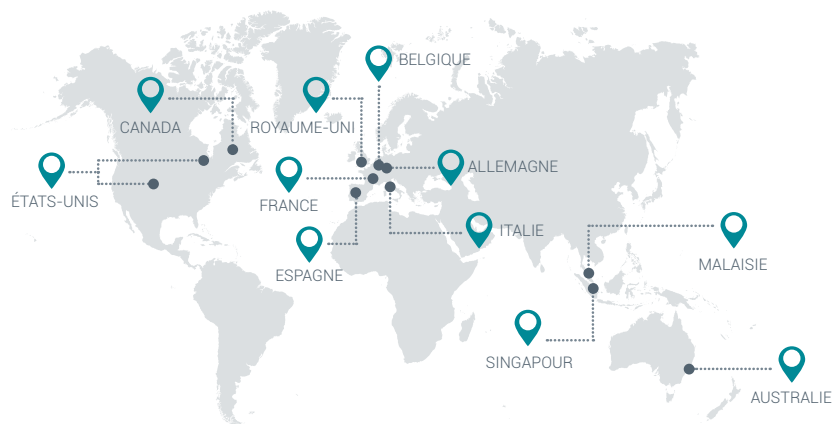 BELGIQUE
CANADA
ROYAUME-UNI
ALLEMAGNE
ÉTATS-UNIS
FRANCE
ITALIE
ESPAGNE
MALAISIE
SINGAPOUR
AUSTRALIE